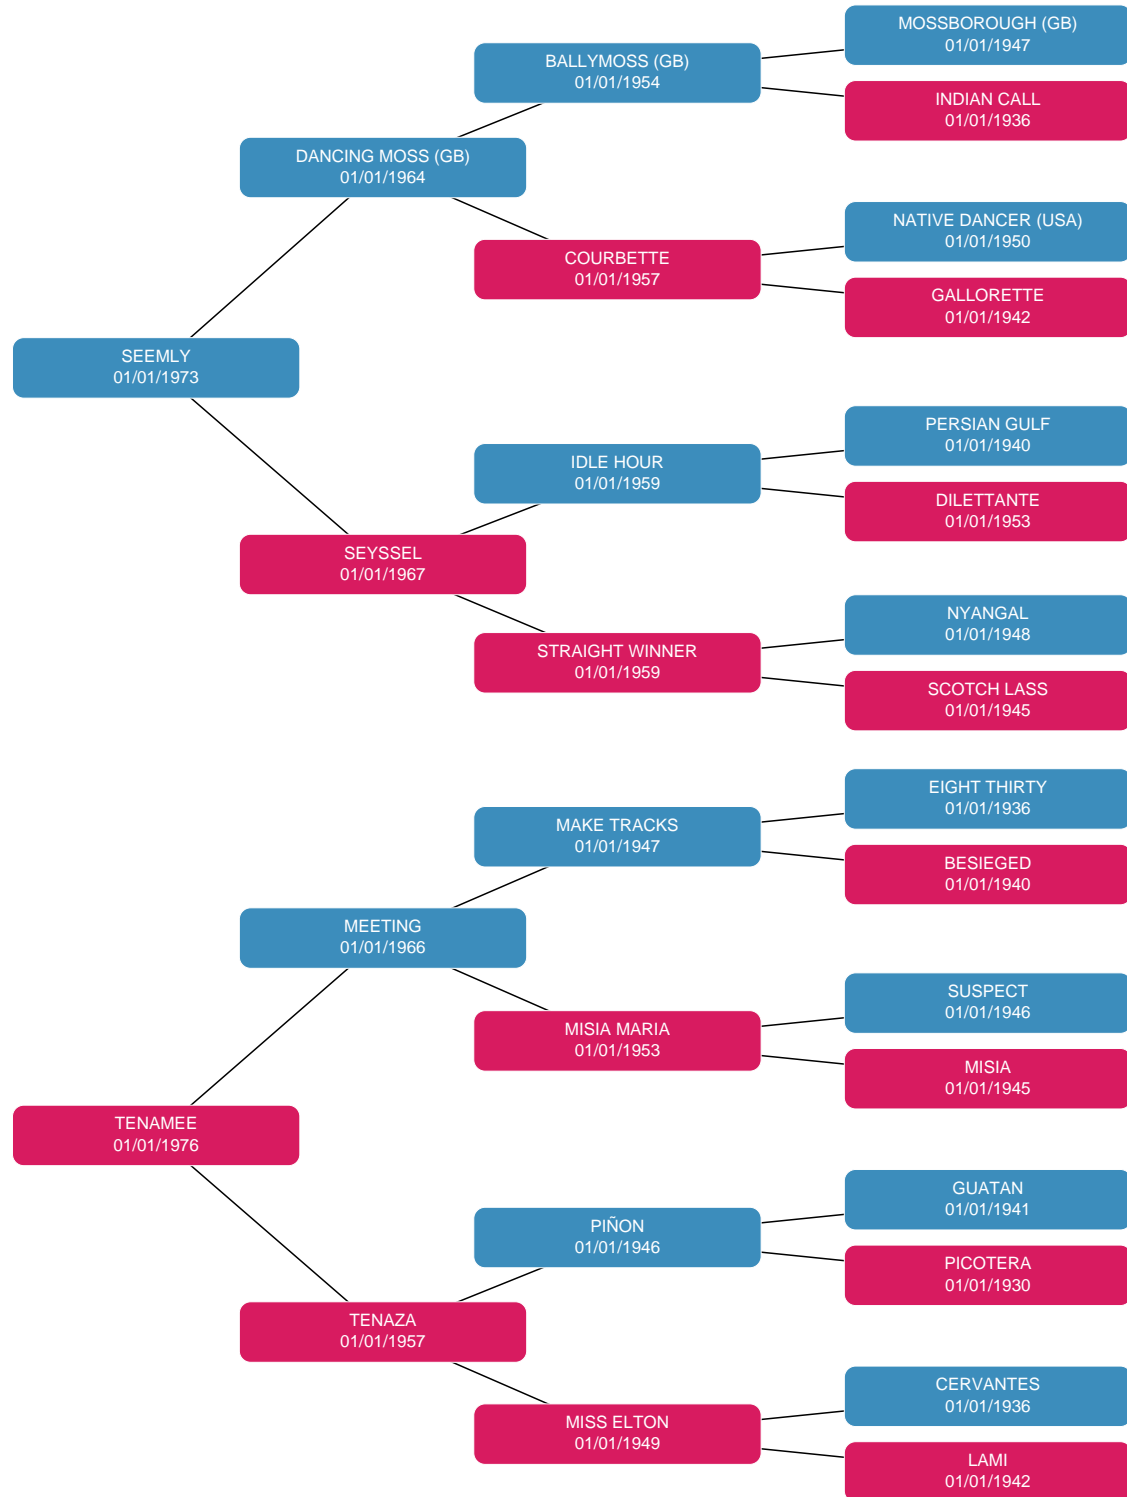 MOSSBOROUGH (GB)
01/01/1947
BALLYMOSS (GB)
01/01/1954
INDIAN CALL
01/01/1936
DANCING MOSS (GB)
01/01/1964
NATIVE DANCER (USA)
01/01/1950
COURBETTE
01/01/1957
GALLORETTE
01/01/1942
SEEMLY
01/01/1973
PERSIAN GULF
01/01/1940
IDLE HOUR
01/01/1959
DILETTANTE
01/01/1953
SEYSSEL
01/01/1967
NYANGAL
01/01/1948
STRAIGHT WINNER
01/01/1959
SCOTCH LASS
01/01/1945
EIGHT THIRTY
01/01/1936
MAKE TRACKS
01/01/1947
BESIEGED
01/01/1940
MEETING
01/01/1966
SUSPECT
01/01/1946
MISIA MARIA
01/01/1953
MISIA
01/01/1945
TENAMEE
01/01/1976
GUATAN
01/01/1941
PIÑON
01/01/1946
PICOTERA
01/01/1930
TENAZA
01/01/1957
CERVANTES
01/01/1936
MISS ELTON
01/01/1949
LAMI
01/01/1942